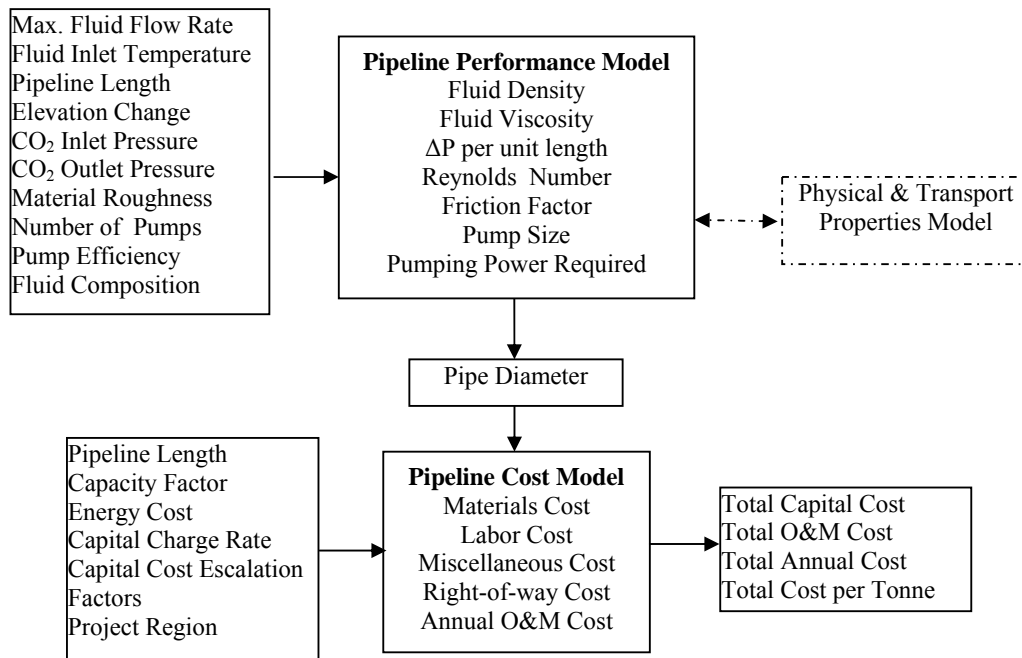 Max. Fluid Flow Rate
Fluid Inlet Temperature
Pipeline Length
Elevation Change
CO₂ Inlet Pressure
CO₂ Outlet Pressure
Material Roughness
Number of Pumps
Pump Efficiency
Fluid Composition
Pipeline Performance Model
Fluid Density
Fluid Viscosity
ΔP per unit length
Reynolds Number
Friction Factor
Pump Size
Pumping Power Required
Physical & Transport
Properties Model
Pipe Diameter
Pipeline Length
Capacity Factor
Energy Cost
Capital Charge Rate
Capital Cost Escalation
Factors
Project Region
Pipeline Cost Model
Materials Cost
Labor Cost
Miscellaneous Cost
Right-of-way Cost
Annual O&M Cost
Total Capital Cost
Total O&M Cost
Total Annual Cost
Total Cost per Tonne